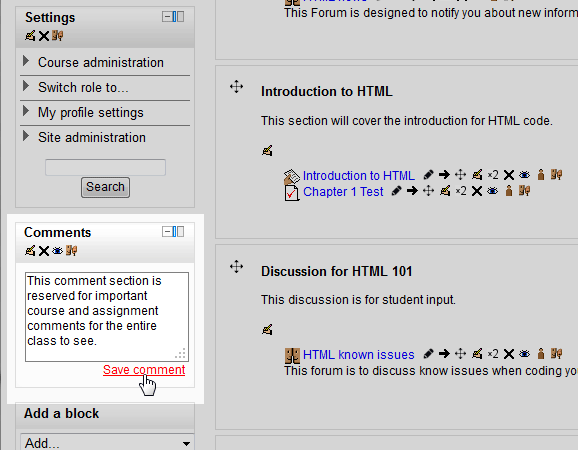 Settings
Course administration
Switch role to...
My profile settings
Site administration
Search
Comments
This comment section is
reserved for important
course and assignment
comments for the entire
class to see.
Save comment
Add a block
Add...
This Forum is designed to notify you about new inform
Introduction to HTML
This section will cover the introduction for HTML code.
Introduction to HTML ×2
Chapter 1 Test ×2
Discussion for HTML 101
This discussion is for student input.
HTML known issues ×2
This forum is to discuss know issues when coding yo